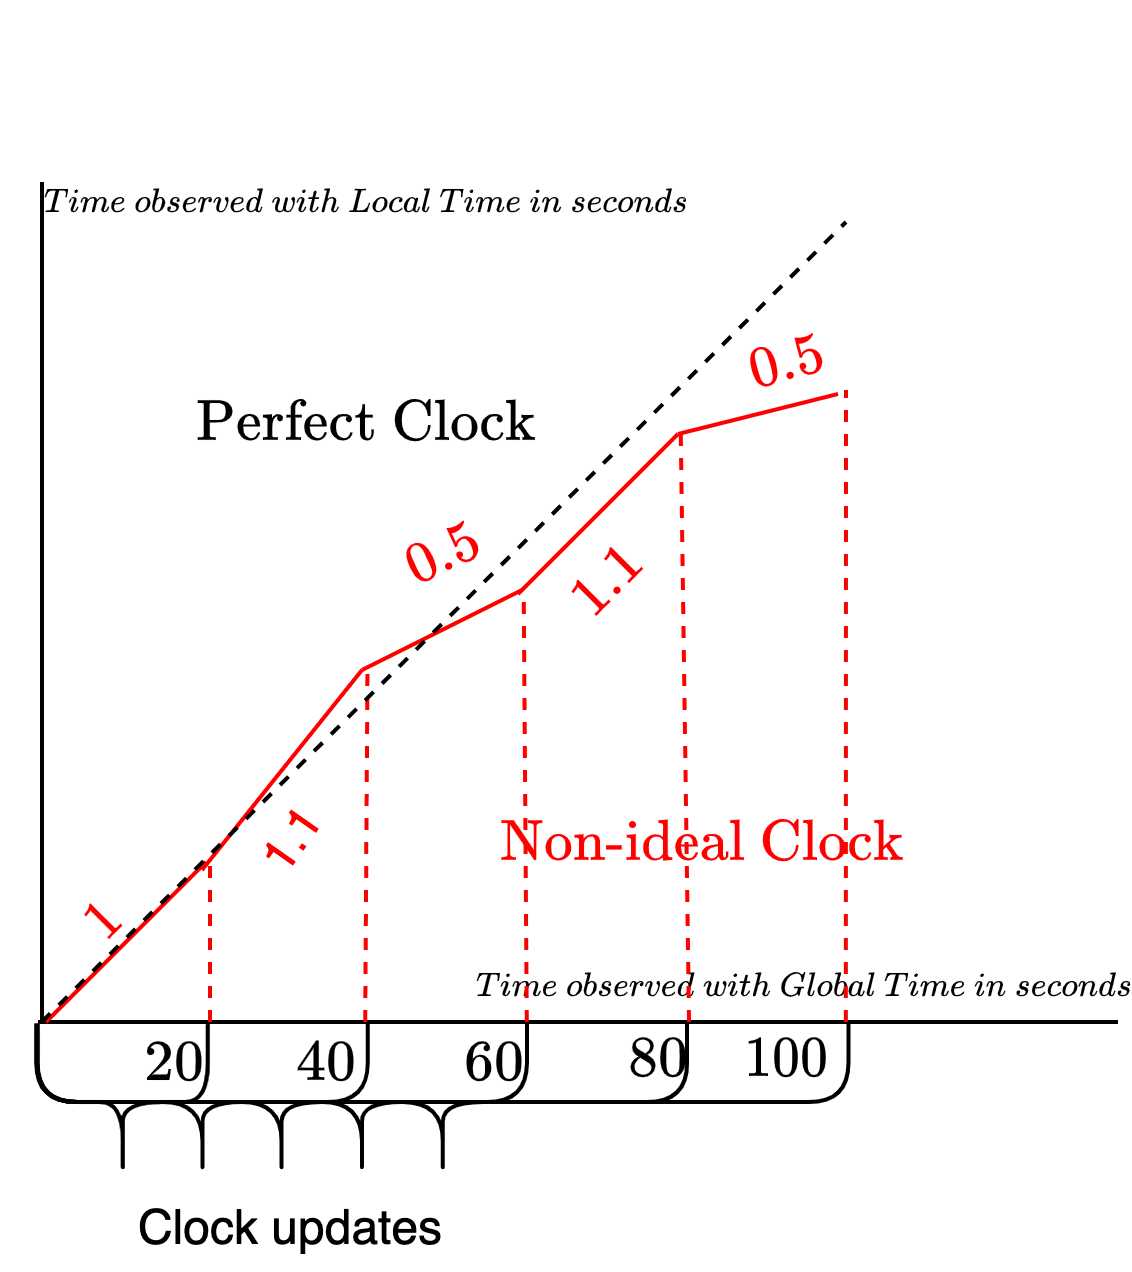 Time observed with Local Time in seconds
0.5
Perfect Clock
0.5
1.1
1.1
Non-ideal Clock
1
Time observed with Global Time in seconds
20 40 60 80 100
Clock updates